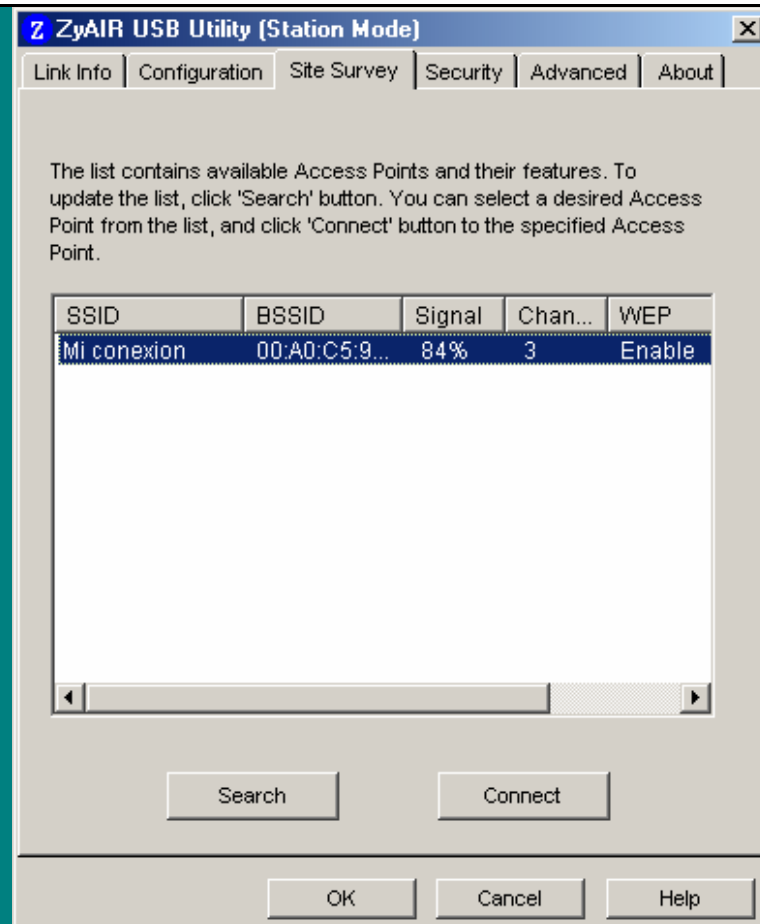 Z ZyAIR USB Utility (Station Mode)
Link Info Configuration Site Survey Security Advanced About
The list contains available Access Points and their features. To
update the list, click 'Search' button. You can select a desired Access
Point from the list, and click 'Connect' button to the specified Access
Point.
SSID BSSID Signal Chan... WEP
Mi conexion 00:A0:C5:9... 84% 3 Enable
Search Connect
OK Cancel Help